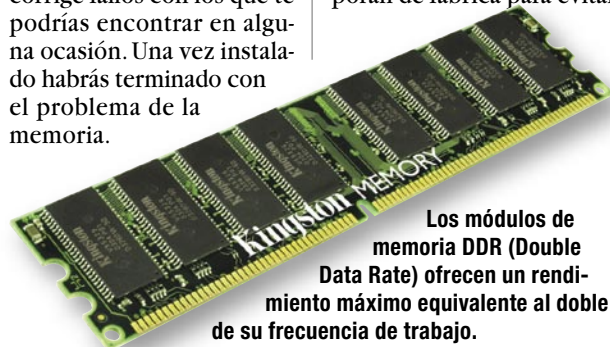 corrige fallos con los que te
podrías encontrar en algu-
na ocasión. Una vez instala-
do habrás terminado con
el problema de la
memoria.
poran de fábrica para evitar
Kingston MEMORY
Los módulos de
memoria DDR (Double
Data Rate) ofrecen un rendi-
miento máximo equivalente al doble
de su frecuencia de trabajo.